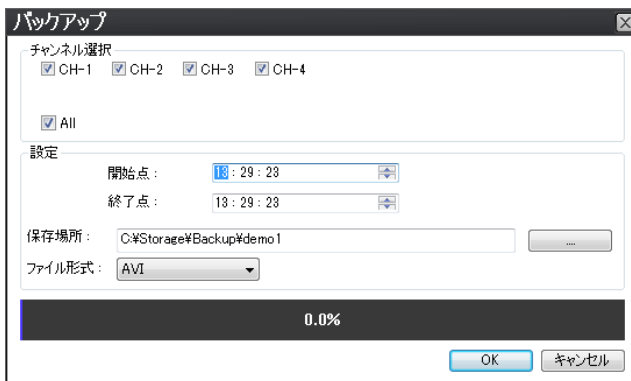 バックアップ
チャンネル選択
CH-1 CH-2 CH-3 CH-4
All
設定
開始点： 13 : 29 : 23
終了点： 13 : 29 : 23
保存場所： C:¥Storage¥Backup¥demo1 ....
ファイル形式： AVI
0.0%
OK キャンセル